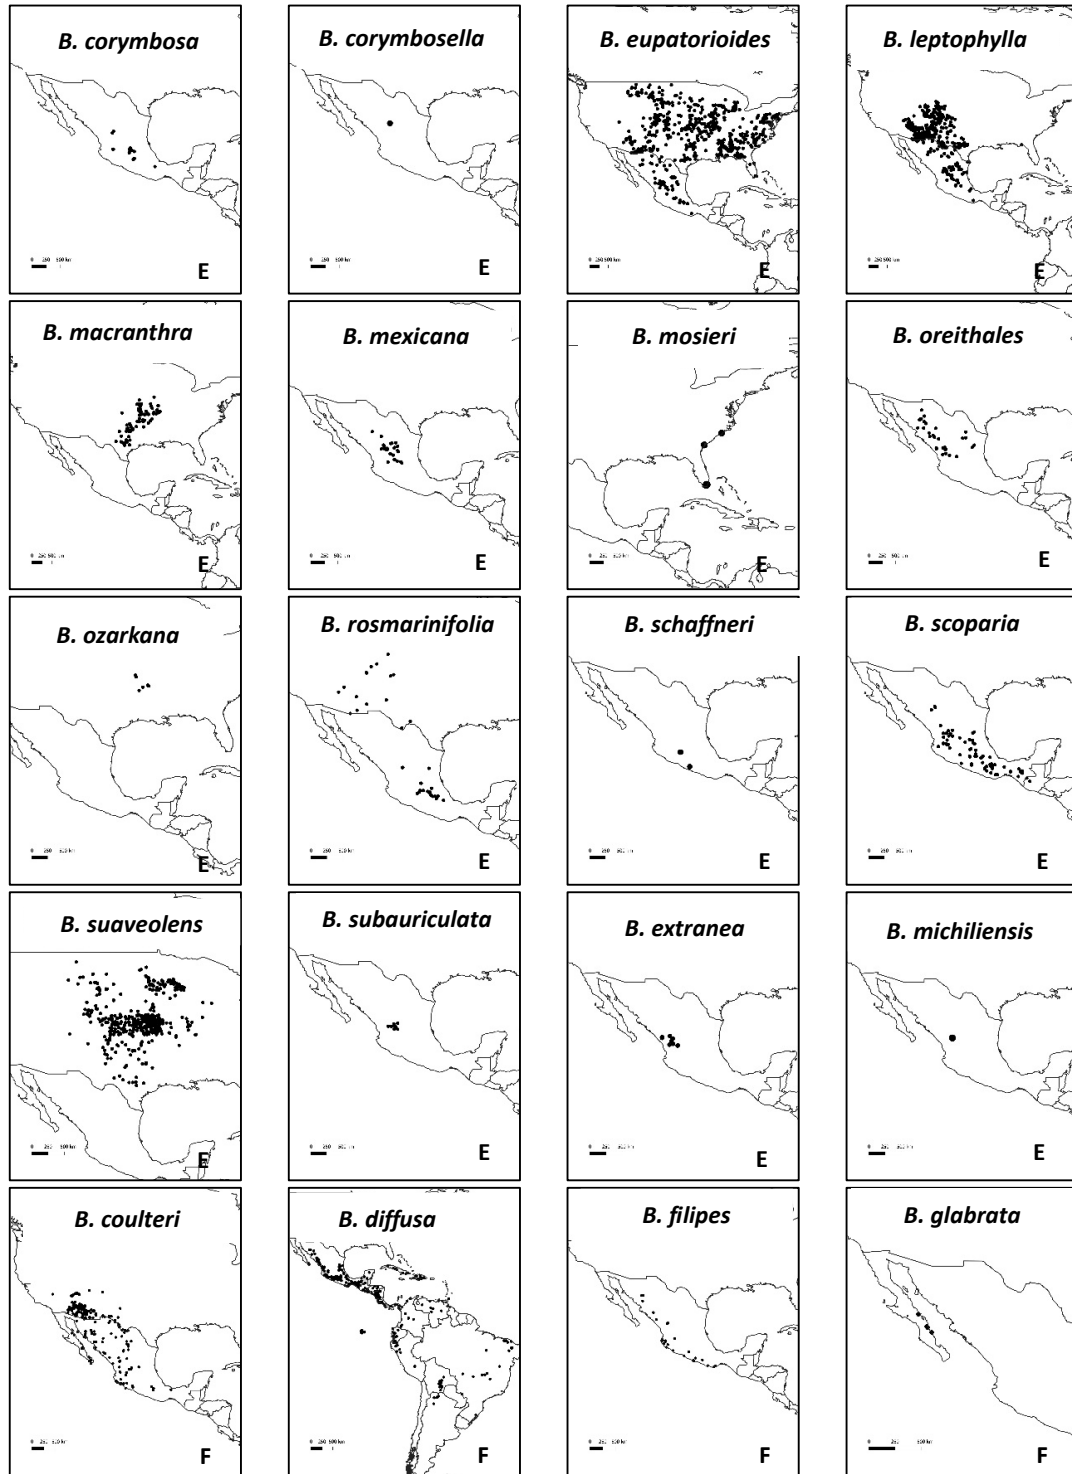 B. corymbosa
E
B. corymbosella
E
B. eupatorioides
E
B. leptophylla
E
B. macranthra
E
B. mexicana
E
B. mosieri
E
B. oreithales
E
B. ozarkana
E
B. rosmarinifolia
E
B. schaffneri
E
B. scoparia
E
B. suaveolens
E
B. subauriculata
E
B. extranea
E
B. michiliensis
E
B. coulteri
F
B. diffusa
F
B. filipes
F
B. glabrata
F